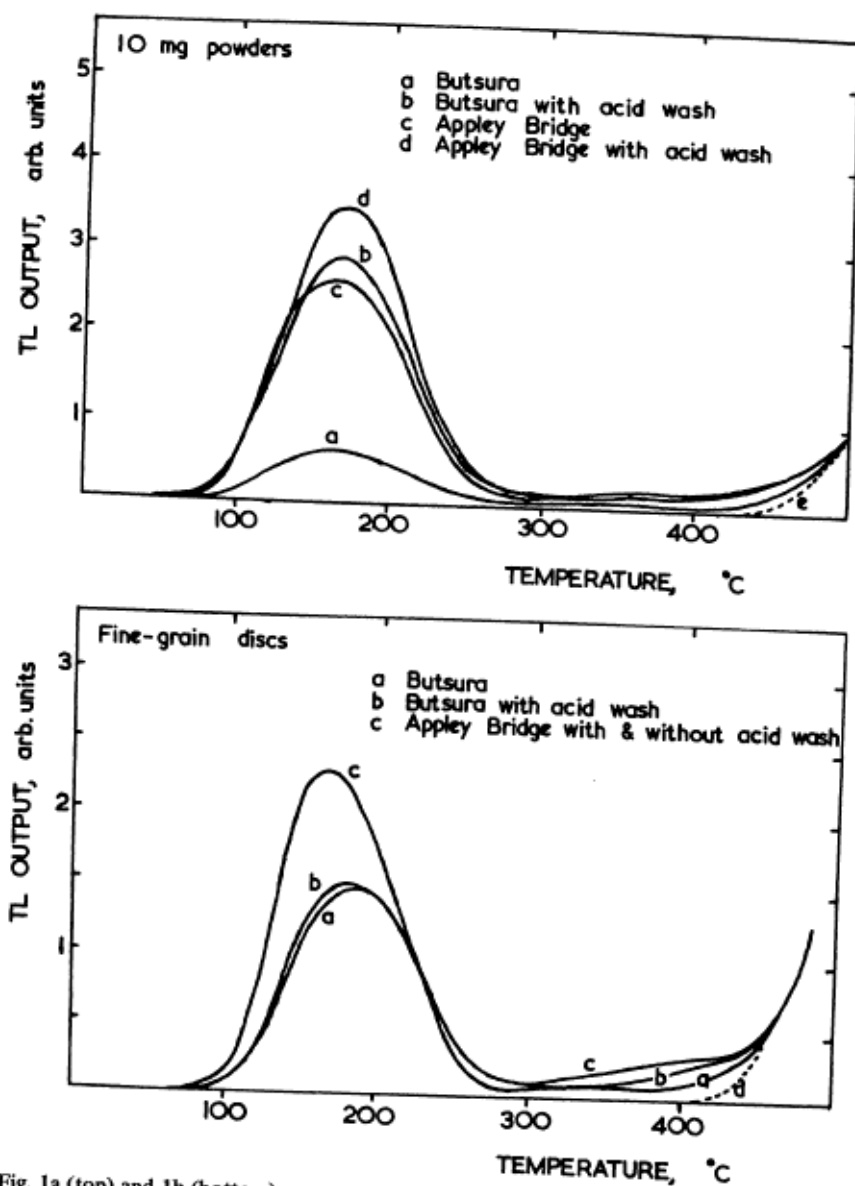 10 mg powders
a Butsura
b Butsura with acid wash
c Appley Bridge
d Appley Bridge with acid wash
TL OUTPUT, arb. units
5
4
3
2
1
d
b
c
a
e
100
200
300
400
TEMPERATURE, °C
Fine-grain discs
a Butsura
b Butsura with acid wash
c Appley Bridge with & without acid wash
TL OUTPUT, arb. units
3
2
1
c
b
a
c
b
a
d
100
200
300
400
TEMPERATURE, °C
Fig. 1a (top) and 1b (bottom)